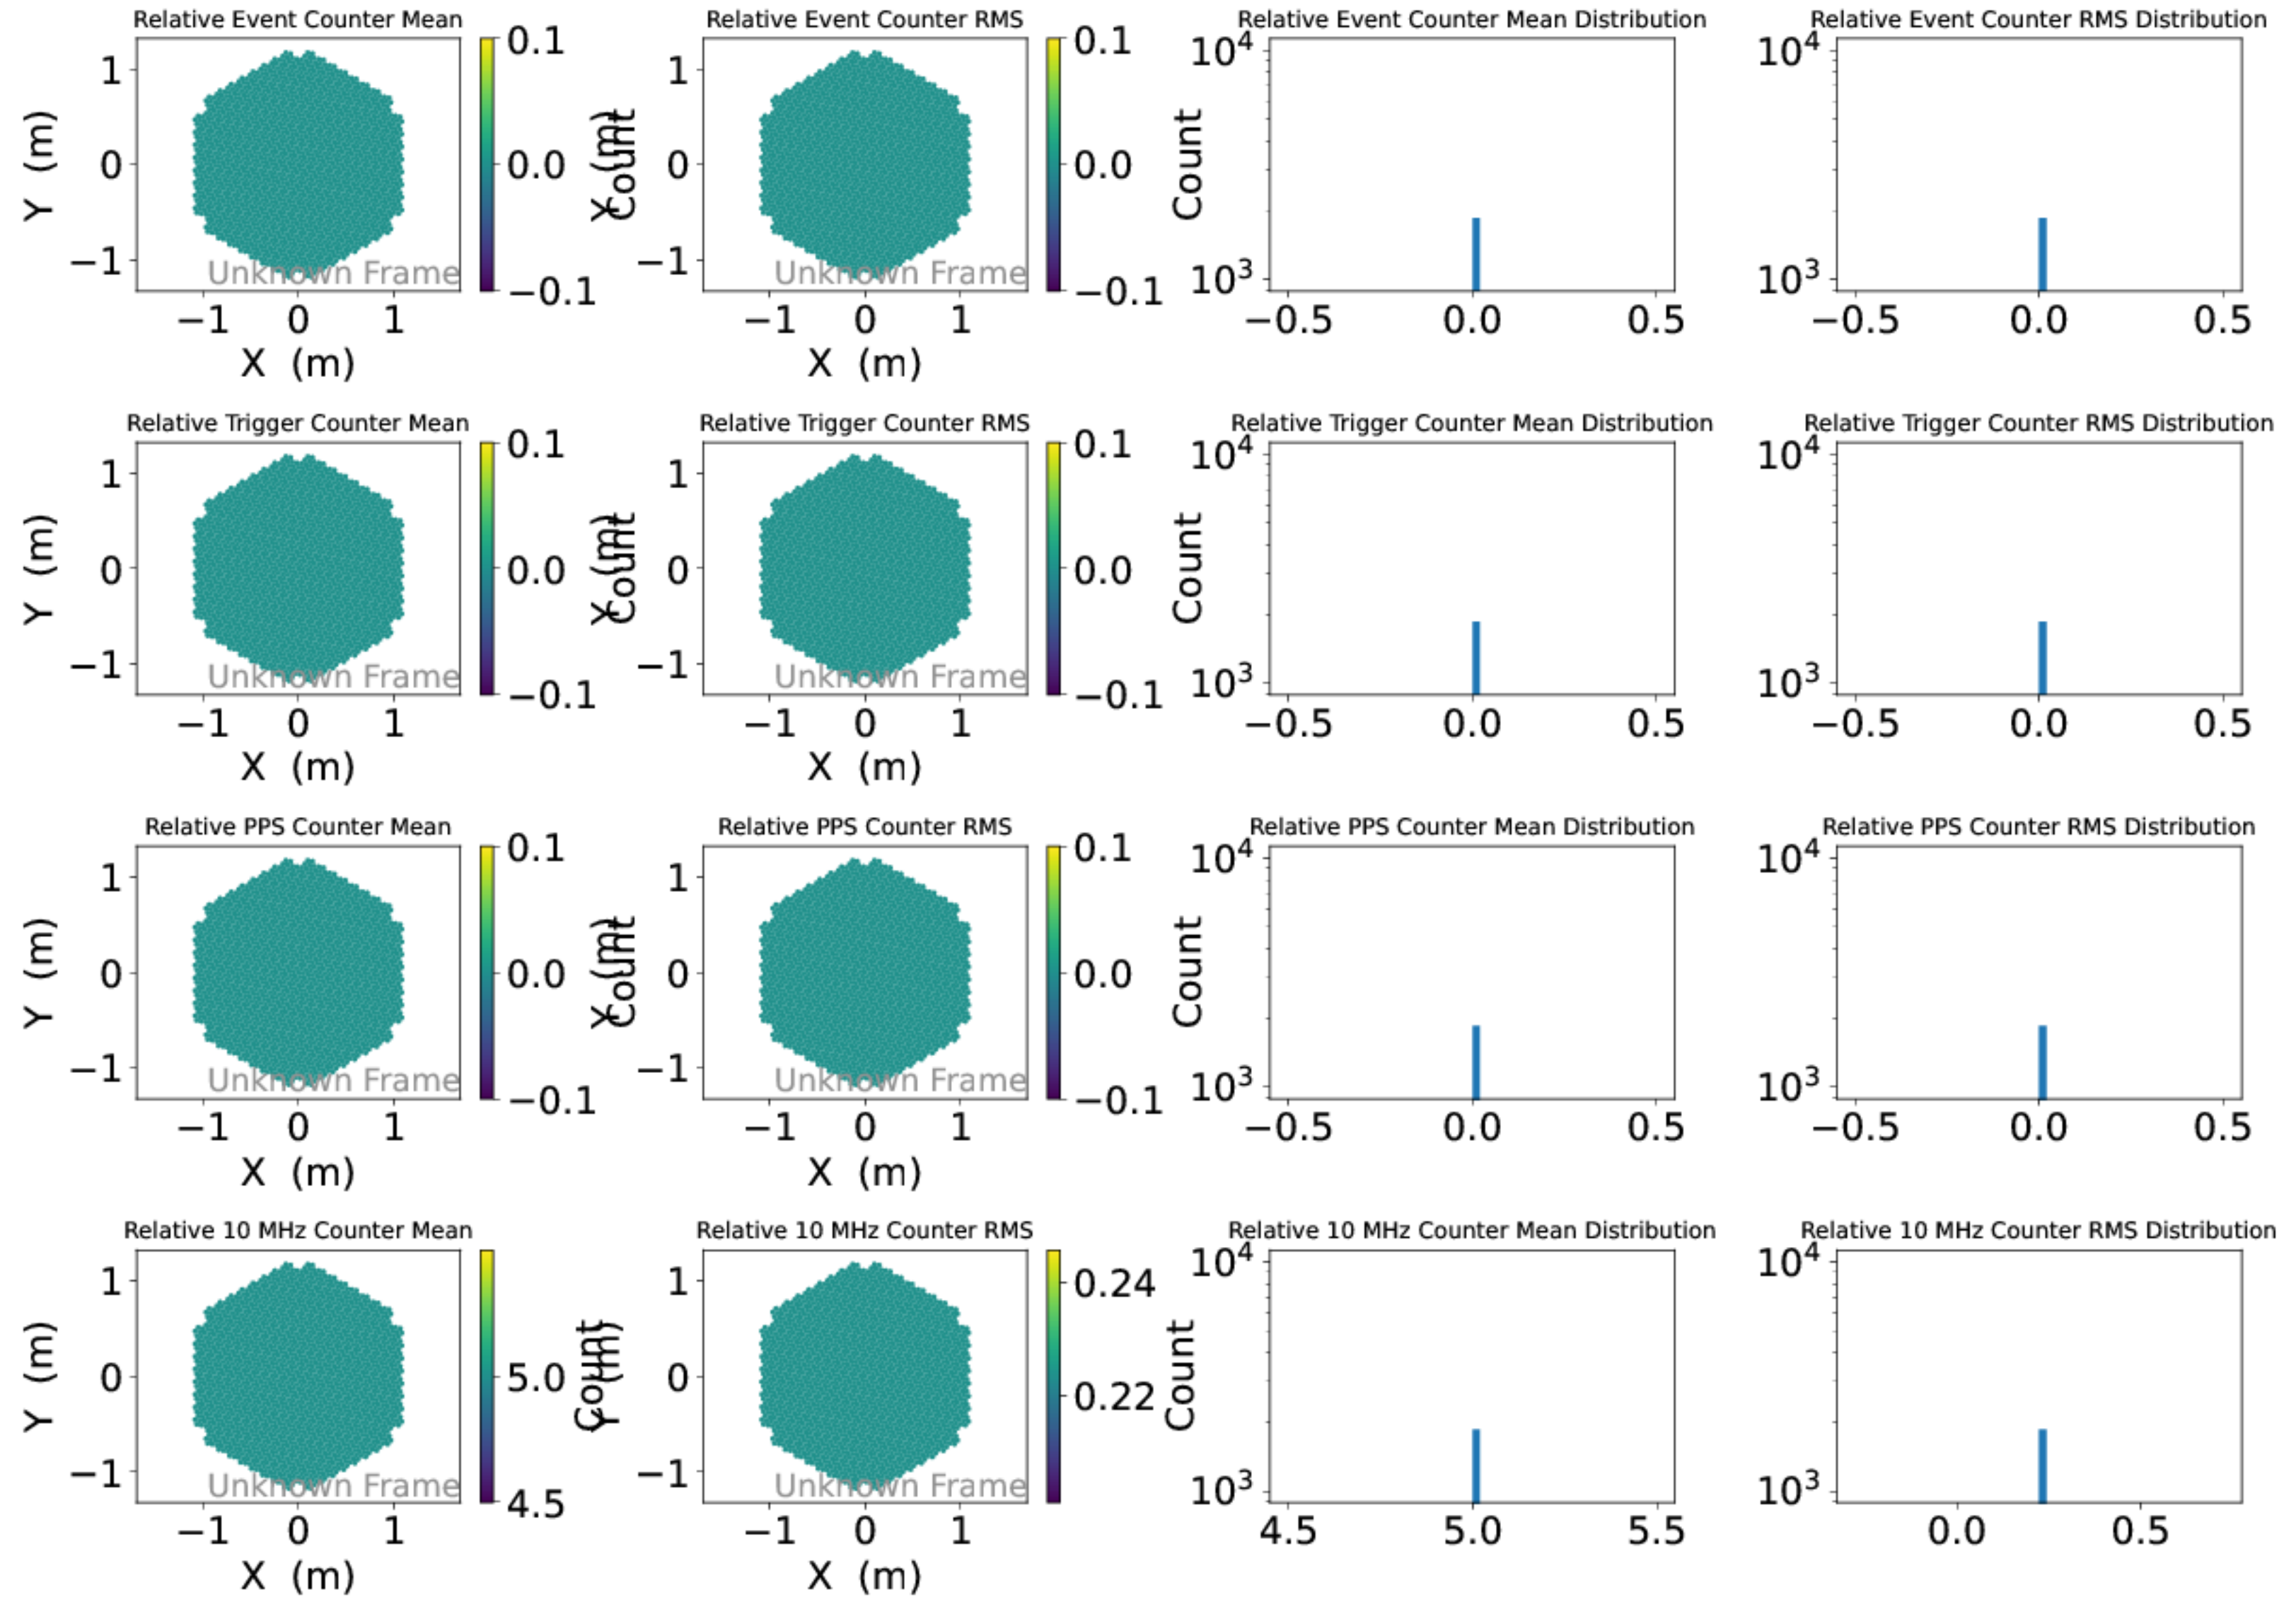 Relative Event Counter Mean
Relative Event Counter RMS
Relative Event Counter Mean Distribution
Relative Event Counter RMS Distribution
Y (m)
1
0
−1
Unknown Frame
−1 0 1
X (m)
0.1
0.0
−0.1
Count
Y (m)
1
0
−1
Unknown Frame
−1 0 1
X (m)
0.1
0.0
−0.1
Count
10⁴
10³
−0.5 0.0 0.5
10⁴
10³
−0.5 0.0 0.5
Relative Trigger Counter Mean
Relative Trigger Counter RMS
Relative Trigger Counter Mean Distribution
Relative Trigger Counter RMS Distribution
Y (m)
1
0
−1
Unknown Frame
−1 0 1
X (m)
0.1
0.0
−0.1
Count
Y (m)
1
0
−1
Unknown Frame
−1 0 1
X (m)
0.1
0.0
−0.1
Count
10⁴
10³
−0.5 0.0 0.5
10⁴
10³
−0.5 0.0 0.5
Relative PPS Counter Mean
Relative PPS Counter RMS
Relative PPS Counter Mean Distribution
Relative PPS Counter RMS Distribution
Y (m)
1
0
−1
Unknown Frame
−1 0 1
X (m)
0.1
0.0
−0.1
Count
Y (m)
1
0
−1
Unknown Frame
−1 0 1
X (m)
0.1
0.0
−0.1
Count
10⁴
10³
−0.5 0.0 0.5
10⁴
10³
−0.5 0.0 0.5
Relative 10 MHz Counter Mean
Relative 10 MHz Counter RMS
Relative 10 MHz Counter Mean Distribution
Relative 10 MHz Counter RMS Distribution
Y (m)
1
0
−1
Unknown Frame
−1 0 1
X (m)
5.0
4.5
Count
Y (m)
1
0
−1
Unknown Frame
−1 0 1
X (m)
0.24
0.22
Count
10⁴
10³
4.5 5.0 5.5
10⁴
10³
0.0 0.5